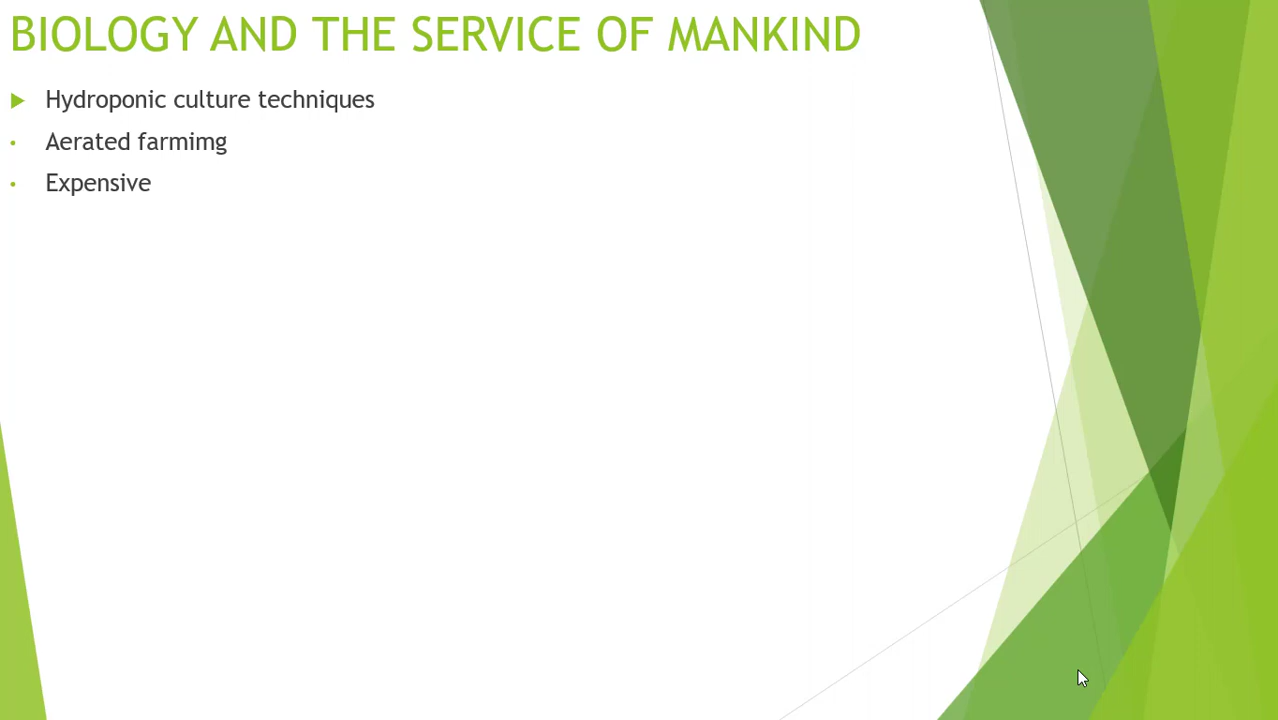 BIOLOGY AND THE SERVICE OF MANKIND
Hydroponic culture techniques
Aerated farmimg
Expensive